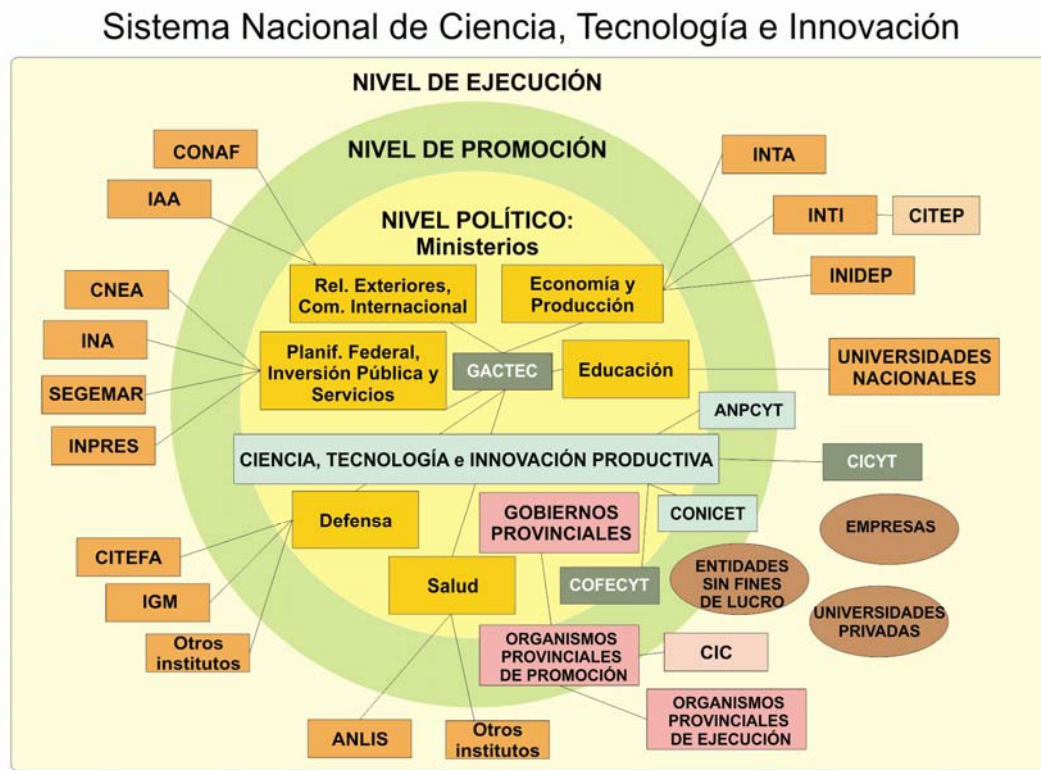 Sistema Nacional de Ciencia, Tecnología e Innovación
NIVEL DE EJECUCIÓN
NIVEL DE PROMOCIÓN
NIVEL POLÍTICO:
Ministerios
CONAF
IAA
INTA
INTI
CITEP
INIDEP
CNEA
INA
SEGEMAR
INPRES
Rel. Exteriores,
Com. Internacional
Economía y
Producción
Planif. Federal,
Inversión Pública y
Servicios
GACTEC
Educación
UNIVERSIDADES
NACIONALES
ANPCYT
CIENCIA, TECNOLOGÍA e INNOVACIÓN PRODUCTIVA
CICYT
Defensa
GOBIERNOS
PROVINCIALES
CONICET
EMPRESAS
CITEFA
IGM
Otros
institutos
Salud
COFECYT
ENTIDADES
SIN FINES
DE LUCRO
UNIVERSIDADES
PRIVADAS
ORGANISMOS
PROVINCIALES
DE PROMOCIÓN
CIC
ORGANISMOS
PROVINCIALES
DE EJECUCIÓN
ANLIS
Otros
institutos